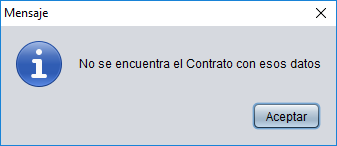 Mensaje
No se encuentra el Contrato con esos datos
Aceptar